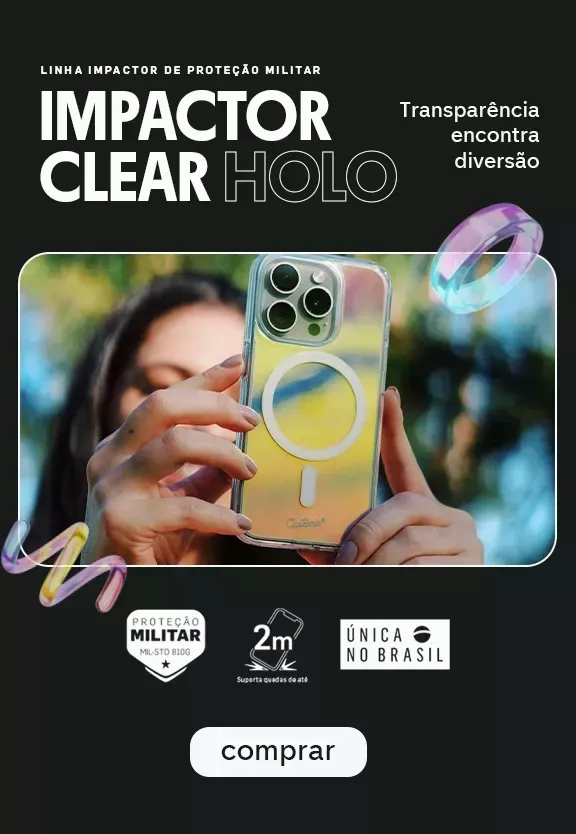 LINHA IMPACTOR DE PROTEÇÃO MILITAR
IMPACTOR
CLEAR HOLO
Transparência
encontra
diversão
Customic®
PROTEÇÃO
MILITAR
MIL-STD 810G
2m
Suporta quedas de até
ÚNICA
NO BRASIL
comprar